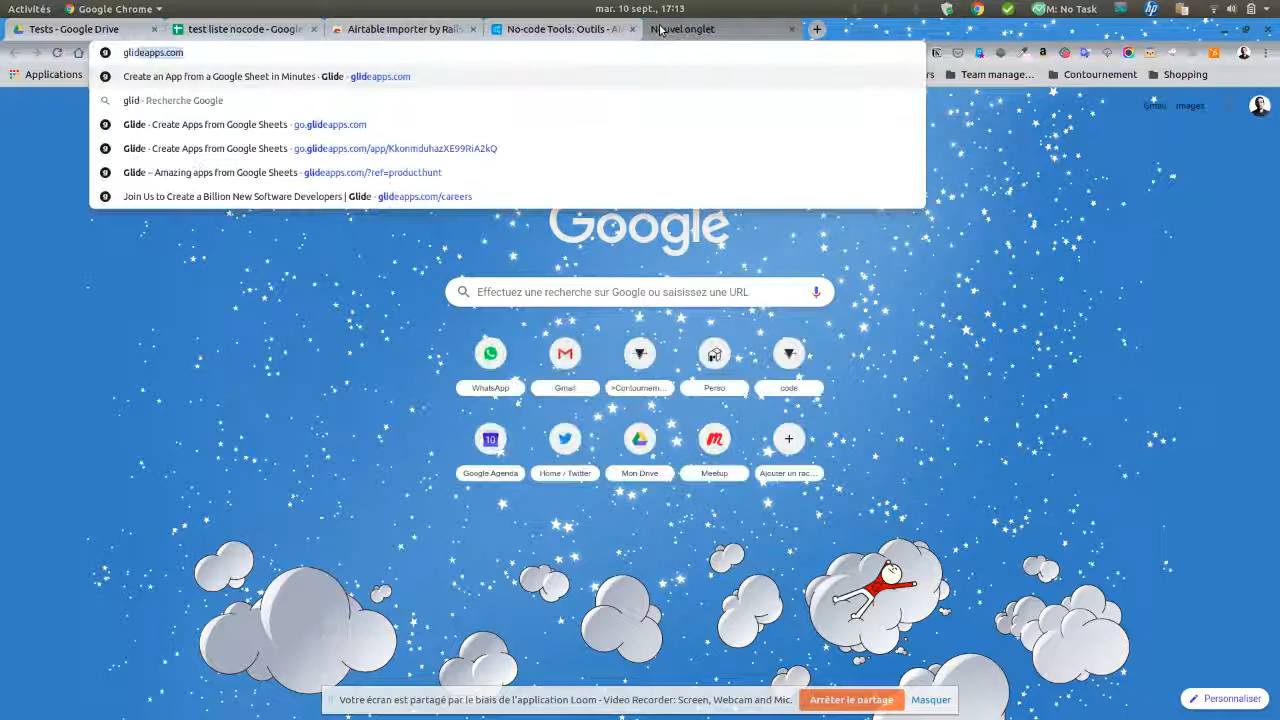 Activités Google Chrome mar. 10 sept., 17:13 M: No Task
Tests - Google Drive test liste nocode - Google Airtable Importer by Rails No-code Tools: Outils - Ai Nouvel onglet
glideapps.com
Applications Team manage... Contournement Shopping
Create an App from a Google Sheet in Minutes · Glide - glideapps.com
glid - Recherche Google
Gmail Images
Glide · Create Apps from Google Sheets - go.glideapps.com
Glide · Create Apps from Google Sheets - go.glideapps.com/app/KkonmduhazXE99RiA2kQ
Glide – Amazing apps from Google Sheets - glideapps.com/?ref=producthunt
Join Us to Create a Billion New Software Developers | Glide - glideapps.com/careers
Google
Effectuez une recherche sur Google ou saisissez une URL
WhatsApp Gmail >Contournem... Perso code
10
Google Agenda Home / Twitter Mon Drive Meetup Ajouter un rac...
Votre écran est partagé par le biais de l'application Loom - Video Recorder: Screen, Webcam and Mic. Arrêter le partage Masquer
Personnaliser